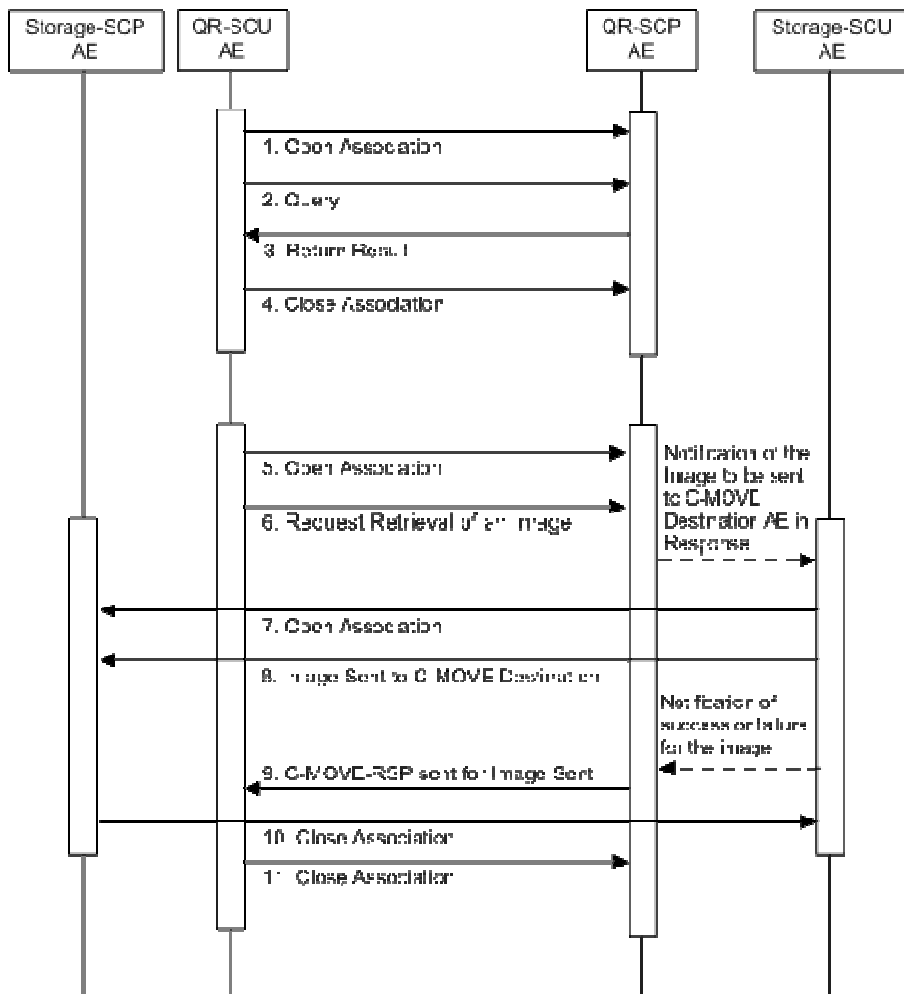 Storage-SCP
AE
QR-SCU
AE
QR-SCP
AE
Storage-SCU
AE
1. Open Association
2. Query
3. Return Result
4. Close Association
5. Open Association
6. Request Retrieval of an Image
Notification of the
Image to be sent
to C-MOVE
Destination AE in
Response
7. Open Association
8. Image Sent to C-MOVE Destination
Notification of
success or failure
for the image
9. C-MOVE-RSP sent for Image Sent
10. Close Association
11. Close Association